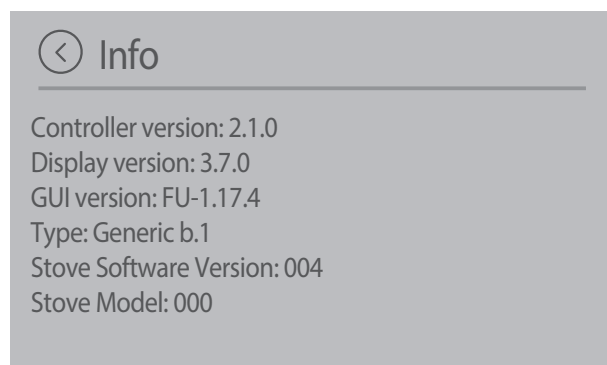 Info
Controller version: 2.1.0
Display version: 3.7.0
GUI version: FU-1.17.4
Type: Generic b.1
Stove Software Version: 004
Stove Model: 000